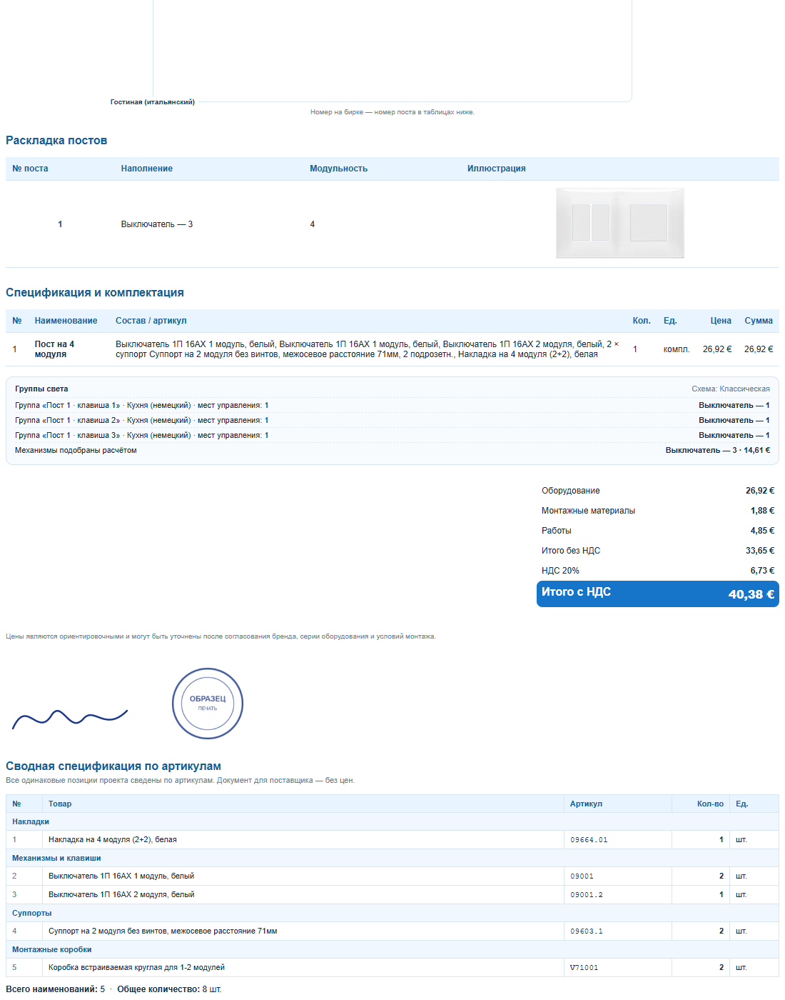 Гостиная (итальянский)
Номер на бирке — номер поста в таблицах ниже.
Раскладка постов
№ поста Наполнение Модульность Иллюстрация
1 Выключатель — 3 4
Спецификация и комплектация
№ Наименование Состав / артикул Кол. Ед. Цена Сумма
1 Пост на 4 модуля Выключатель 1П 16AX 1 модуль, белый, Выключатель 1П 16AX 1 модуль, белый, Выключатель 1П 16AX 2 модуля, белый, 2 ×
суппорт Суппорт на 2 модуля без винтов, межосевое расстояние 71мм, 2 подрозетн., Накладка на 4 модуля (2+2), белая 1 компл. 26,92 € 26,92 €
Группы света Схема: Классическая
Группа «Пост 1 · клавиша 1» · Кухня (немецкий) · мест управления: 1 Выключатель — 1
Группа «Пост 1 · клавиша 2» · Кухня (немецкий) · мест управления: 1 Выключатель — 1
Группа «Пост 1 · клавиша 3» · Кухня (немецкий) · мест управления: 1 Выключатель — 1
Механизмы подобраны расчётом Выключатель — 3 · 14,61 €
Оборудование 26,92 €
Монтажные материалы 1,88 €
Работы 4,85 €
Итого без НДС 33,65 €
НДС 20% 6,73 €
Итого с НДС 40,38 €
Цены являются ориентировочными и могут быть уточнены после согласования бренда, серии оборудования и условий монтажа.
ОБРАЗЕЦ
ПЕЧАТЬ
Сводная спецификация по артикулам
Все одинаковые позиции проекта сведены по артикулам. Документ для поставщика — без цен.
№ Товар Артикул Кол-во Ед.
Накладки
1 Накладка на 4 модуля (2+2), белая 09664.01 1 шт.
Механизмы и клавиши
2 Выключатель 1П 16AX 1 модуль, белый 09001 2 шт.
3 Выключатель 1П 16AX 2 модуля, белый 09001.2 1 шт.
Суппорты
4 Суппорт на 2 модуля без винтов, межосевое расстояние 71мм 09603.1 2 шт.
Монтажные коробки
5 Коробка встраиваемая круглая для 1-2 модулей V71001 2 шт.
Всего наименований: 5 · Общее количество: 8 шт.